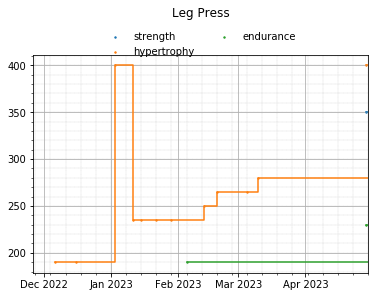 Leg Press
strength
hypertrophy
endurance
400
350
300
250
200
Dec 2022
Jan 2023
Feb 2023
Mar 2023
Apr 2023